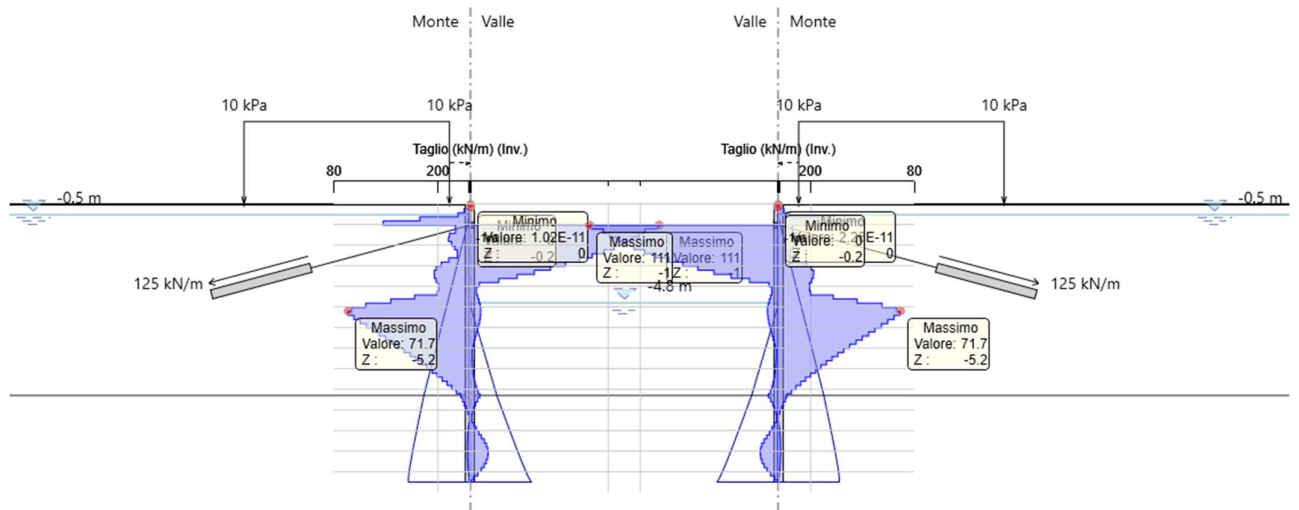 Monte Valle
Valle Monte
10 kPa
10 kPa
10 kPa
10 kPa
Taglio (kN/m) (Inv.)
Taglio (kN/m) (Inv.)
80
200
200
80
-0.5 m
-0.5 m
Minimo
Valore: 1.02E-11
Z : 0
Minimo
-0.2
Massimo
Valore: 111
Z : -1
Massimo
Valore: 111
Z : 1
Minimo
Z : -0.2
Minimo
E-11
0
-4.8 m
125 kN/m
125 kN/m
Massimo
Valore: 71.7
Z : -5.2
Massimo
Valore: 71.7
Z : -5.2